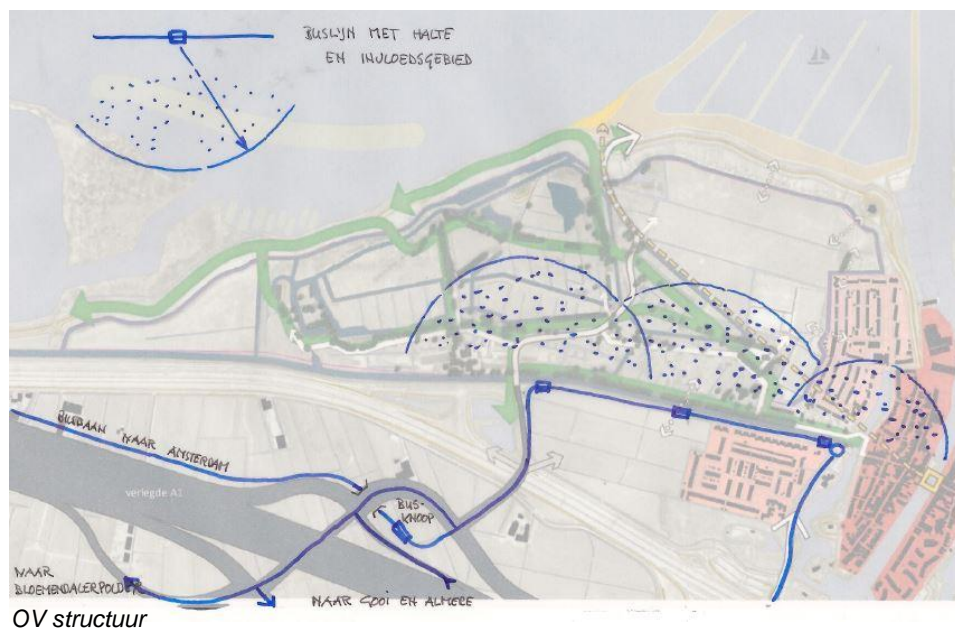 BUSLIJN MET HALTE
EN INVLOEDSGEBIED
BUSBAAN NAAR AMSTERDAM
verlegde A1
BUS-
KNOOP
NAAR
BLOEMENDALERPOLDER
NAAR GOOI EN ALMERE
OV structuur